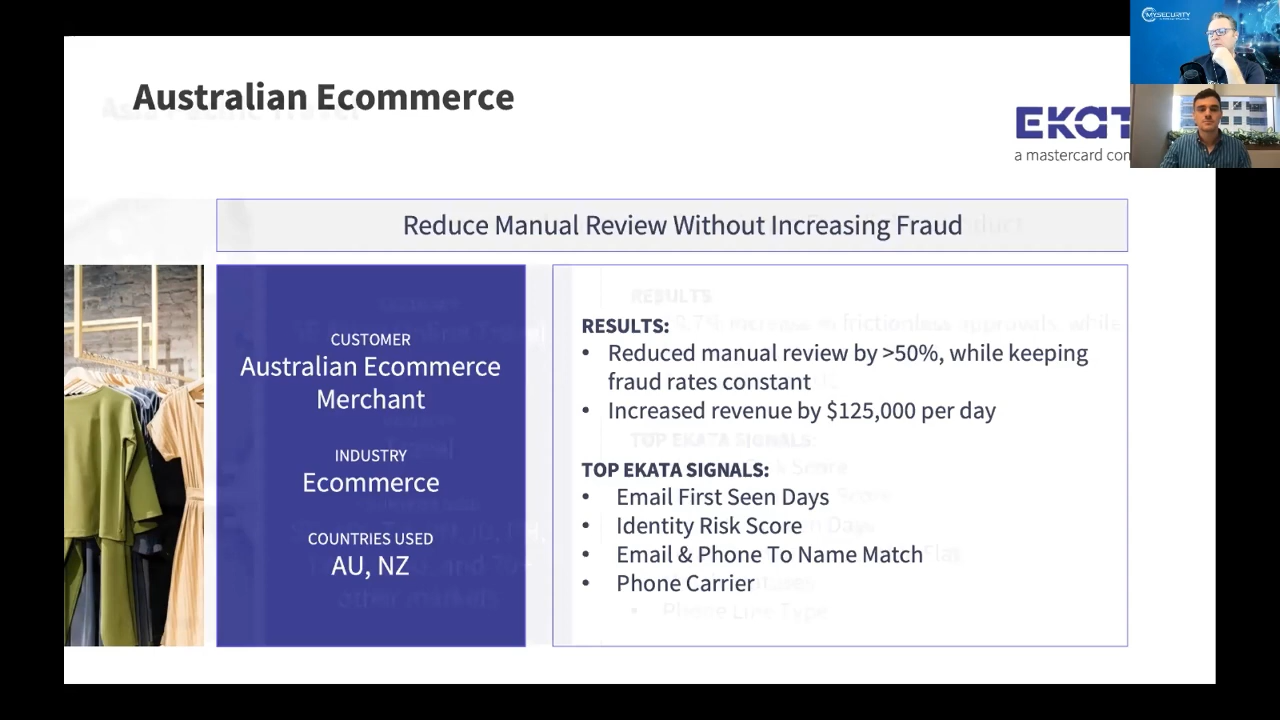 MYSECURITY
Australian Ecommerce
EKAT
a mastercard con
Reduce Manual Review Without Increasing Fraud
CUSTOMER
Australian Ecommerce
Merchant
INDUSTRY
Ecommerce
COUNTRIES USED
AU, NZ
RESULTS:
• Reduced manual review by >50%, while keeping
fraud rates constant
• Increased revenue by $125,000 per day
TOP EKATA SIGNALS:
• Email First Seen Days
• Identity Risk Score
• Email & Phone To Name Match
• Phone Carrier